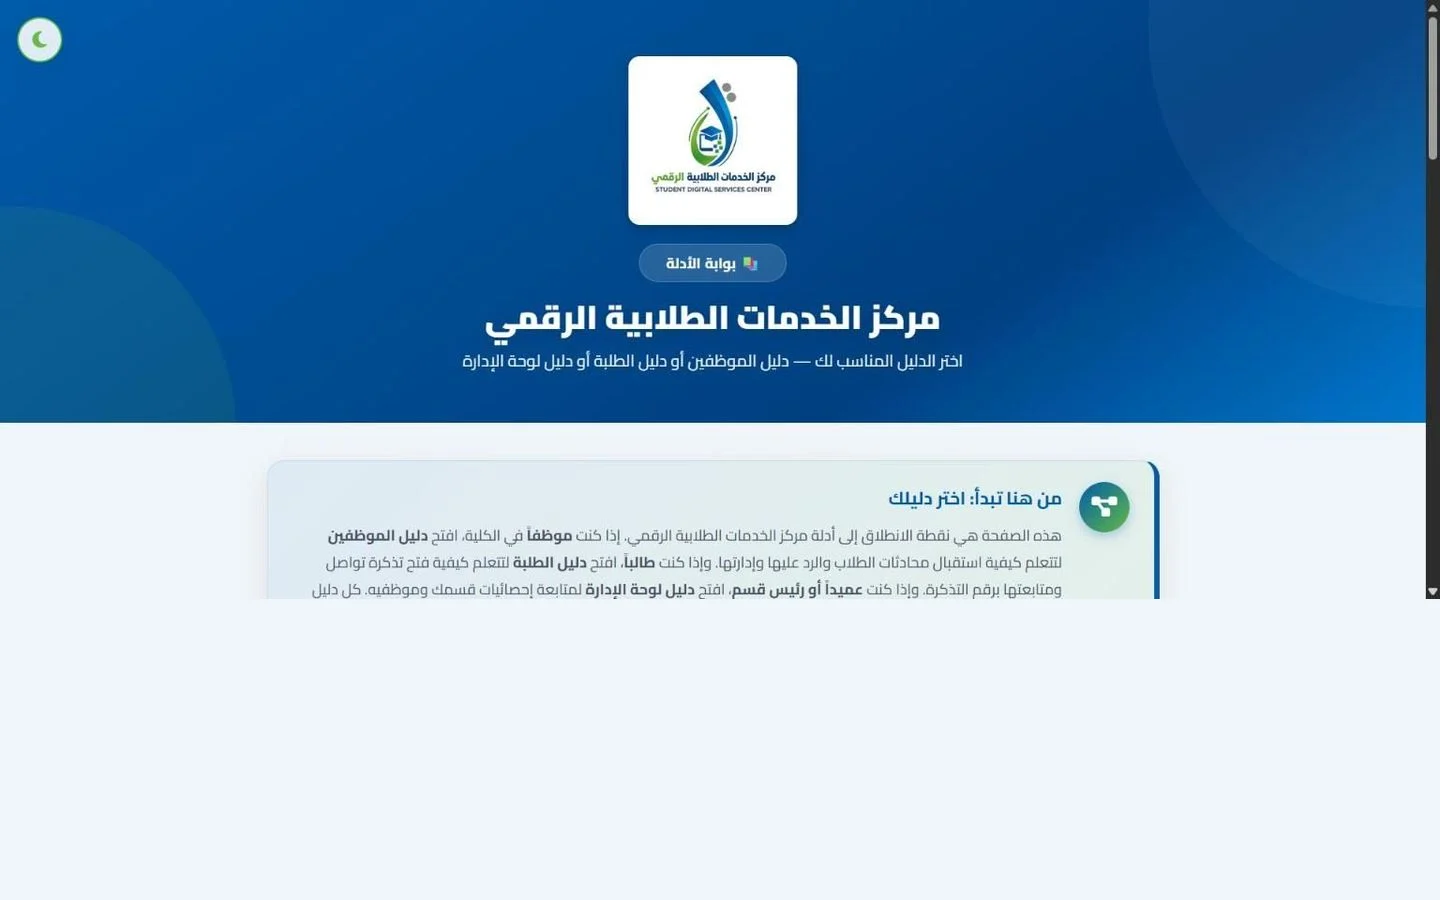 مركز الخدمات الطلابية الرقمي
STUDENT DIGITAL SERVICES CENTER
بوابة الأدلة
مركز الخدمات الطلابية الرقمي
اختر الدليل المناسب لك — دليل الموظفين أو دليل الطلبة أو دليل لوحة الإدارة
من هنا تبدأ: اختر دليلك
هذه الصفحة هي نقطة الانطلاق إلى أدلة مركز الخدمات الطلابية الرقمي. إذا كنت موظفاً في الكلية، افتح دليل الموظفين
لتتعلم كيفية استقبال محادثات الطلاب والرد عليها وإدارتها. وإذا كنت طالباً، افتح دليل الطلبة لتتعلم كيفية فتح تذكرة تواصل
ومتابعتها برقم التذكرة. وإذا كنت عميداً أو رئيس قسم، افتح دليل لوحة الإدارة لمتابعة إحصائيات قسمك وموظفيه. كل دليل